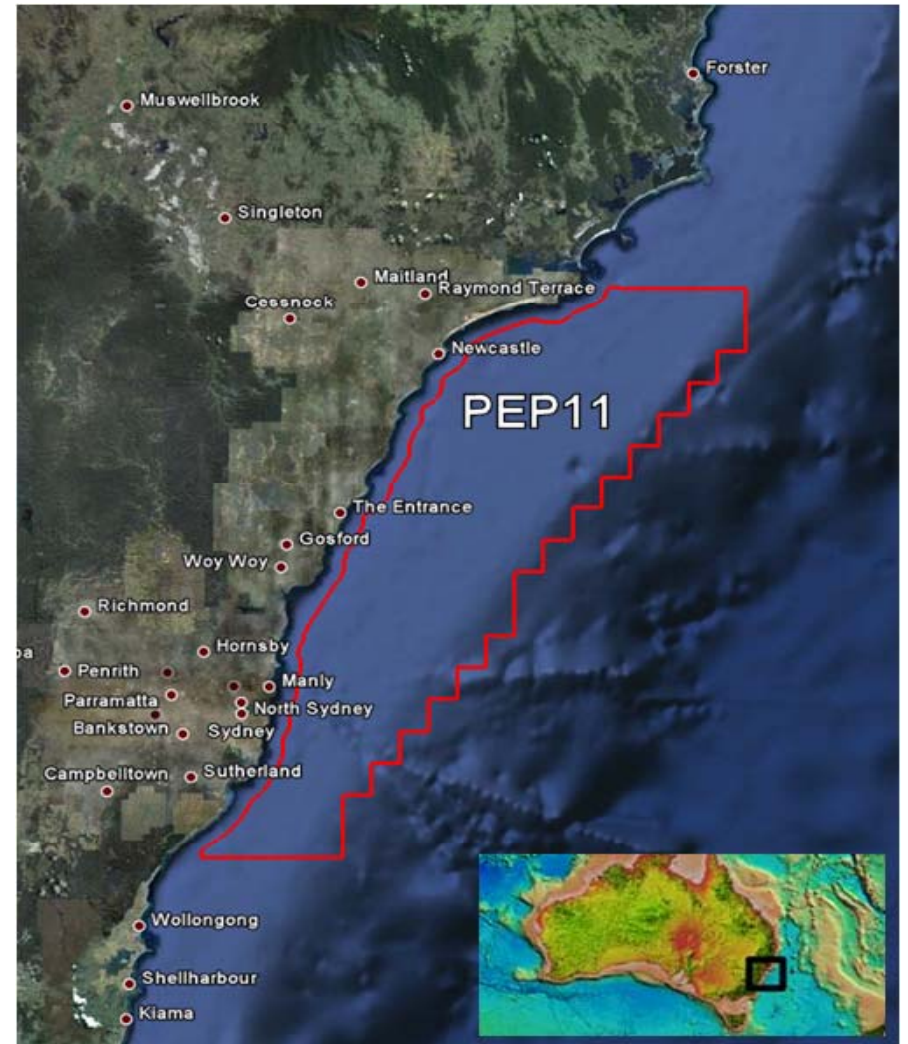 Forster
Muswellbrook
Singleton
Maitland
Raymond Terrace
Cessnock
Newcastle
PEP11
The Entrance
Gosford
Woy Woy
Richmond
Hornsby
ba
Penrith
Manly
Parramatta
North Sydney
Bankstown
Sydney
Campbelltown
Sutherland
Wollongong
Shellharbour
Kiama